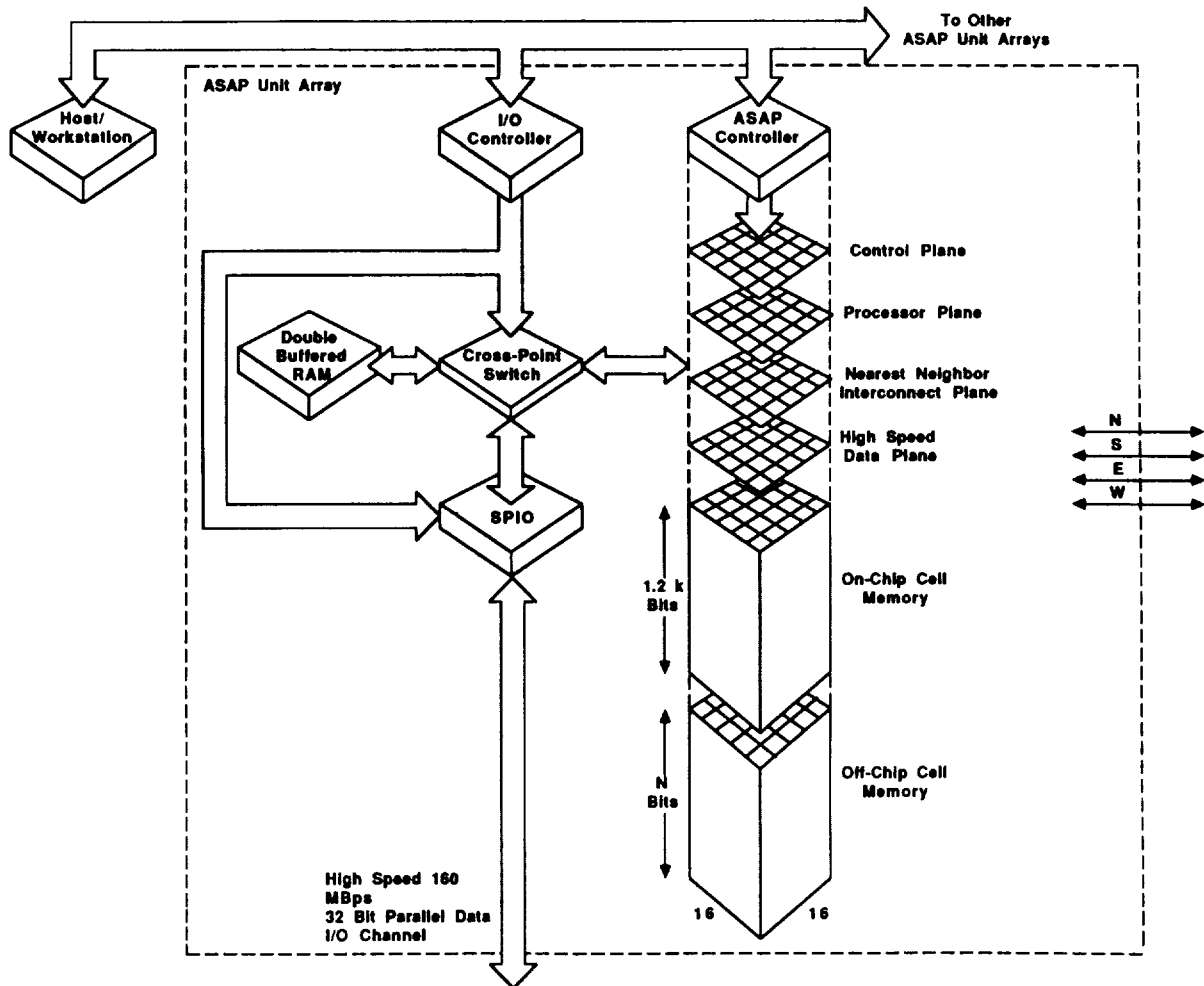 To Other
ASAP Unit Arrays
ASAP Unit Array
Host/
Workstation
I/O
Controller
ASAP
Controller
Control Plane
Processor Plane
Double
Buffered
RAM
Cross-Point
Switch
Nearest Neighbor
Interconnect Plane
High Speed
Data Plane
N
S
E
W
SPIO
1.2 k
Bits
On-Chip Cell
Memory
N
Bits
Off-Chip Cell
Memory
High Speed 160
MBps
32 Bit Parallel Data
I/O Channel
16
16